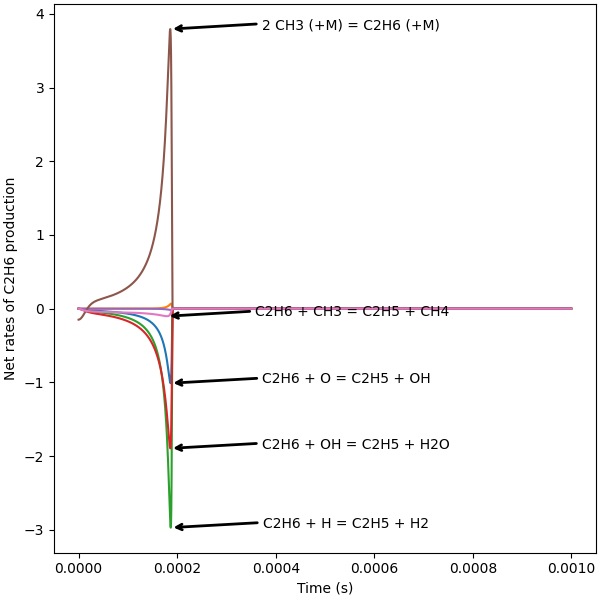 4
2 CH3 (+M) = C2H6 (+M)
3
2
1
0
C2H6 + CH3 = C2H5 + CH4
−1
C2H6 + O = C2H5 + OH
−2
C2H6 + OH = C2H5 + H2O
−3
C2H6 + H = C2H5 + H2
Net rates of C2H6 production
0.0000 0.0002 0.0004 0.0006 0.0008 0.0010
Time (s)